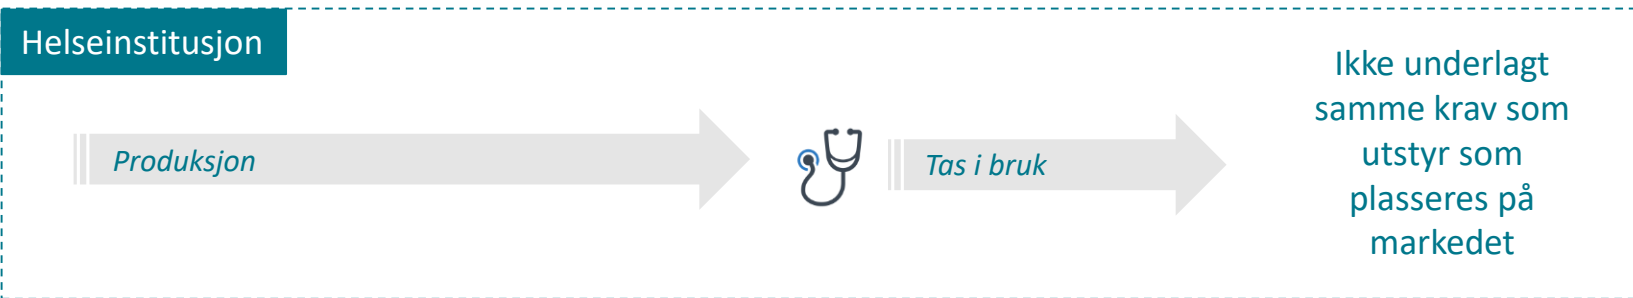 Helseinstitusjon
Produksjon
Tas i bruk
Ikke underlagt
samme krav som
utstyr som
plasseres på
markedet